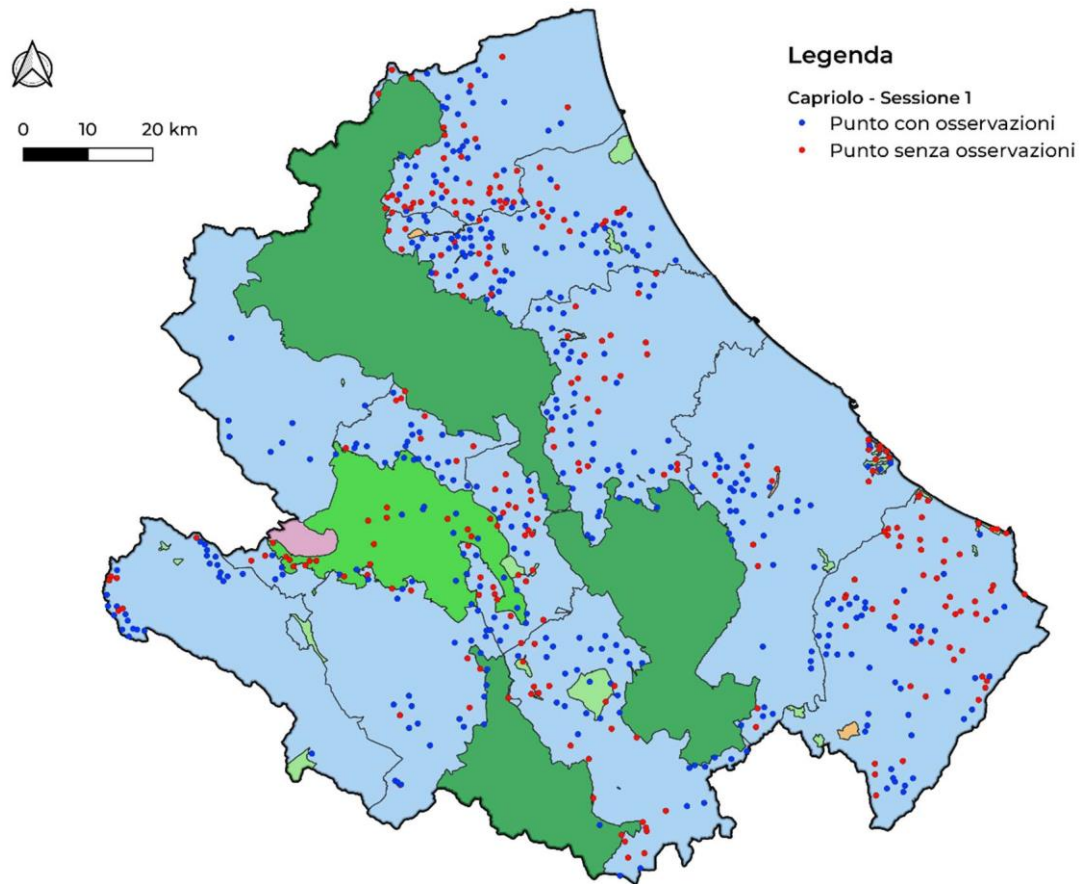 Legenda
Capriolo - Sessione 1
Punto con osservazioni
Punto senza osservazioni
0 10 20 km